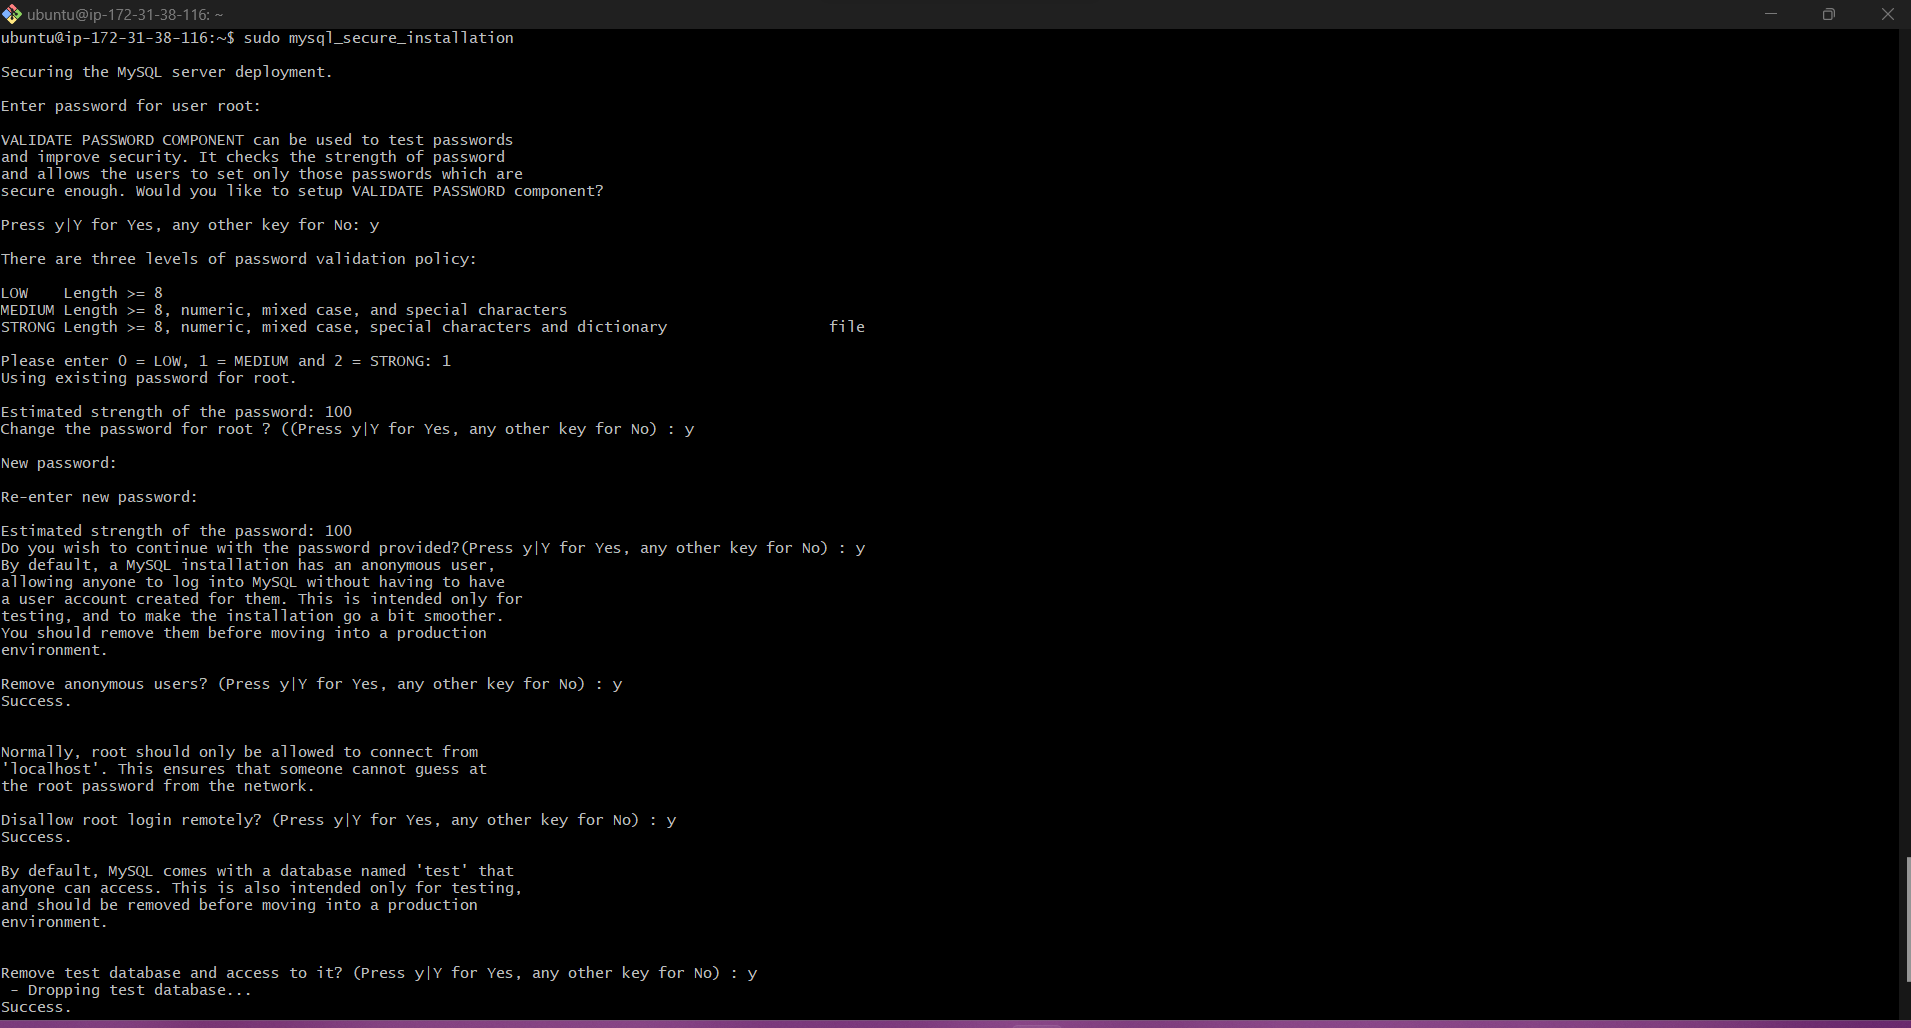 ubuntu@ip-172-31-38-116: ~
ubuntu@ip-172-31-38-116:~$ sudo mysql_secure_installation
Securing the MySQL server deployment.
Enter password for user root:
VALIDATE PASSWORD COMPONENT can be used to test passwords
and improve security. It checks the strength of password
and allows the users to set only those passwords which are
secure enough. Would you like to setup VALIDATE PASSWORD component?
Press y|Y for Yes, any other key for No: y
There are three levels of password validation policy:
LOW    Length >= 8
MEDIUM Length >= 8, numeric, mixed case, and special characters
STRONG Length >= 8, numeric, mixed case, special characters and dictionary                  file
Please enter 0 = LOW, 1 = MEDIUM and 2 = STRONG: 1
Using existing password for root.
Estimated strength of the password: 100
Change the password for root ? ((Press y|Y for Yes, any other key for No) : y
New password:
Re-enter new password:
Estimated strength of the password: 100
Do you wish to continue with the password provided?(Press y|Y for Yes, any other key for No) : y
By default, a MySQL installation has an anonymous user,
allowing anyone to log into MySQL without having to have
a user account created for them. This is intended only for
testing, and to make the installation go a bit smoother.
You should remove them before moving into a production
environment.
Remove anonymous users? (Press y|Y for Yes, any other key for No) : y
Success.
Normally, root should only be allowed to connect from
'localhost'. This ensures that someone cannot guess at
the root password from the network.
Disallow root login remotely? (Press y|Y for Yes, any other key for No) : y
Success.
By default, MySQL comes with a database named 'test' that
anyone can access. This is also intended only for testing,
and should be removed before moving into a production
environment.
Remove test database and access to it? (Press y|Y for Yes, any other key for No) : y
 - Dropping test database...
Success.